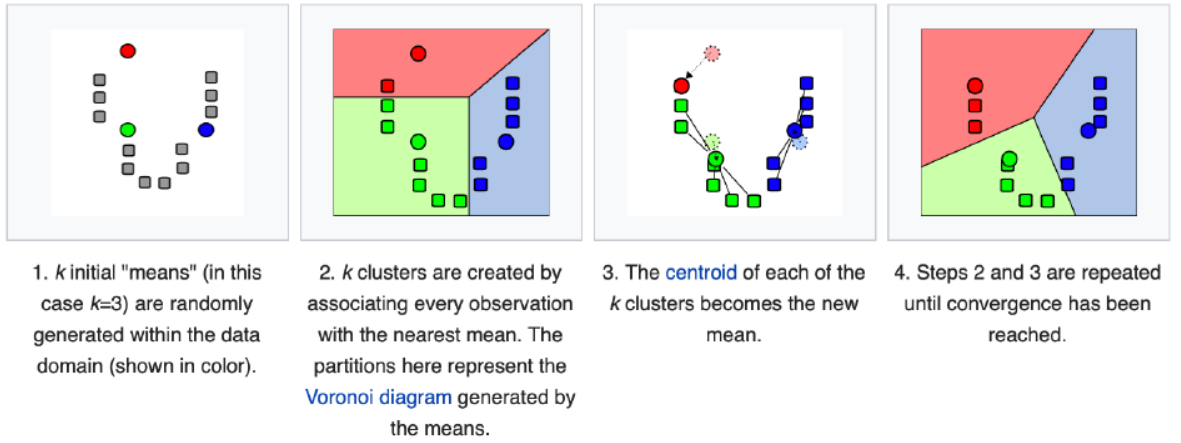 1. k initial "means" (in this
case k=3) are randomly
generated within the data
domain (shown in color).
2. k clusters are created by
associating every observation
with the nearest mean. The
partitions here represent the
Voronoi diagram generated by
the means.
3. The centroid of each of the
k clusters becomes the new
mean.
4. Steps 2 and 3 are repeated
until convergence has been
reached.